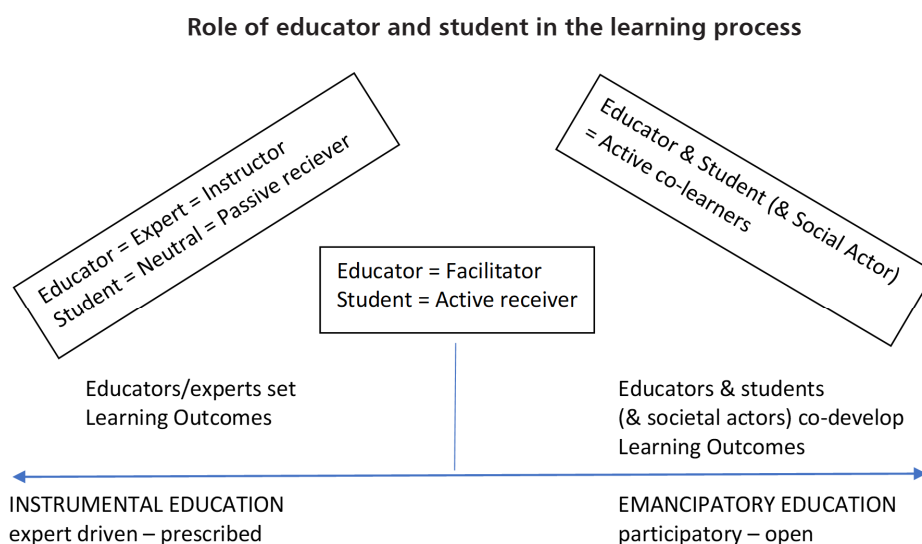 Role of educator and student in the learning process
Educator = Expert = Instructor
Student = Neutral = Passive reciever
Educator = Facilitator
Student = Active receiver
Educator & Student (& Social Actor)
= Active co-learners
Educators/experts set
Learning Outcomes
Educators & students
(& societal actors) co-develop
Learning Outcomes
INSTRUMENTAL EDUCATION
expert driven – prescribed
EMANCIPATORY EDUCATION
participatory – open